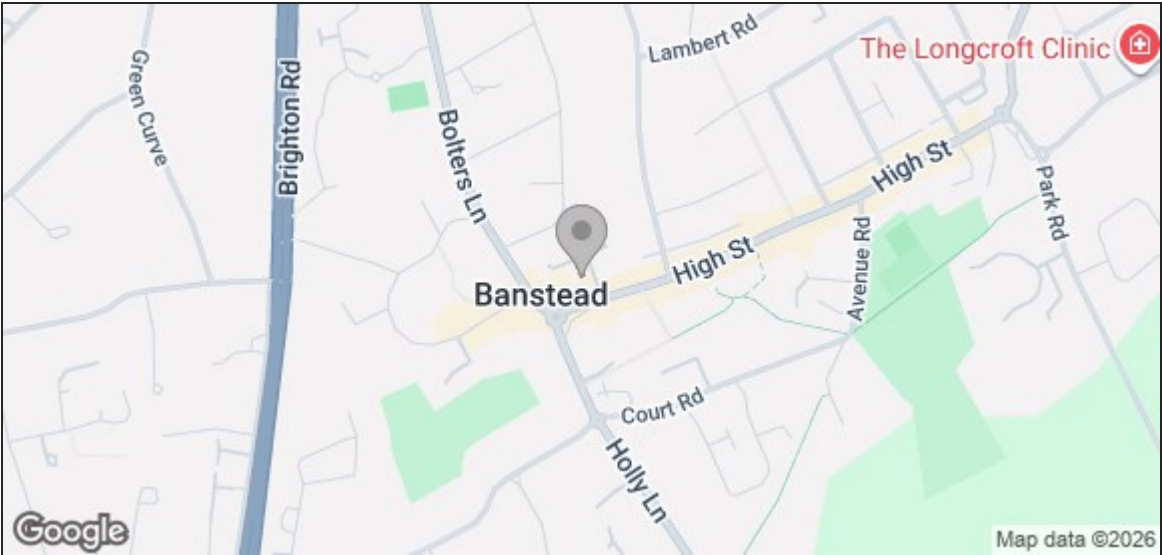 Lambert Rd
The Longcroft Clinic
Green Curve
Brighton Rd
Bolters Ln
High St
Park Rd
High St
Avenue Rd
Banstead
Court Rd
Holly Ln
Google
Map data ©2026